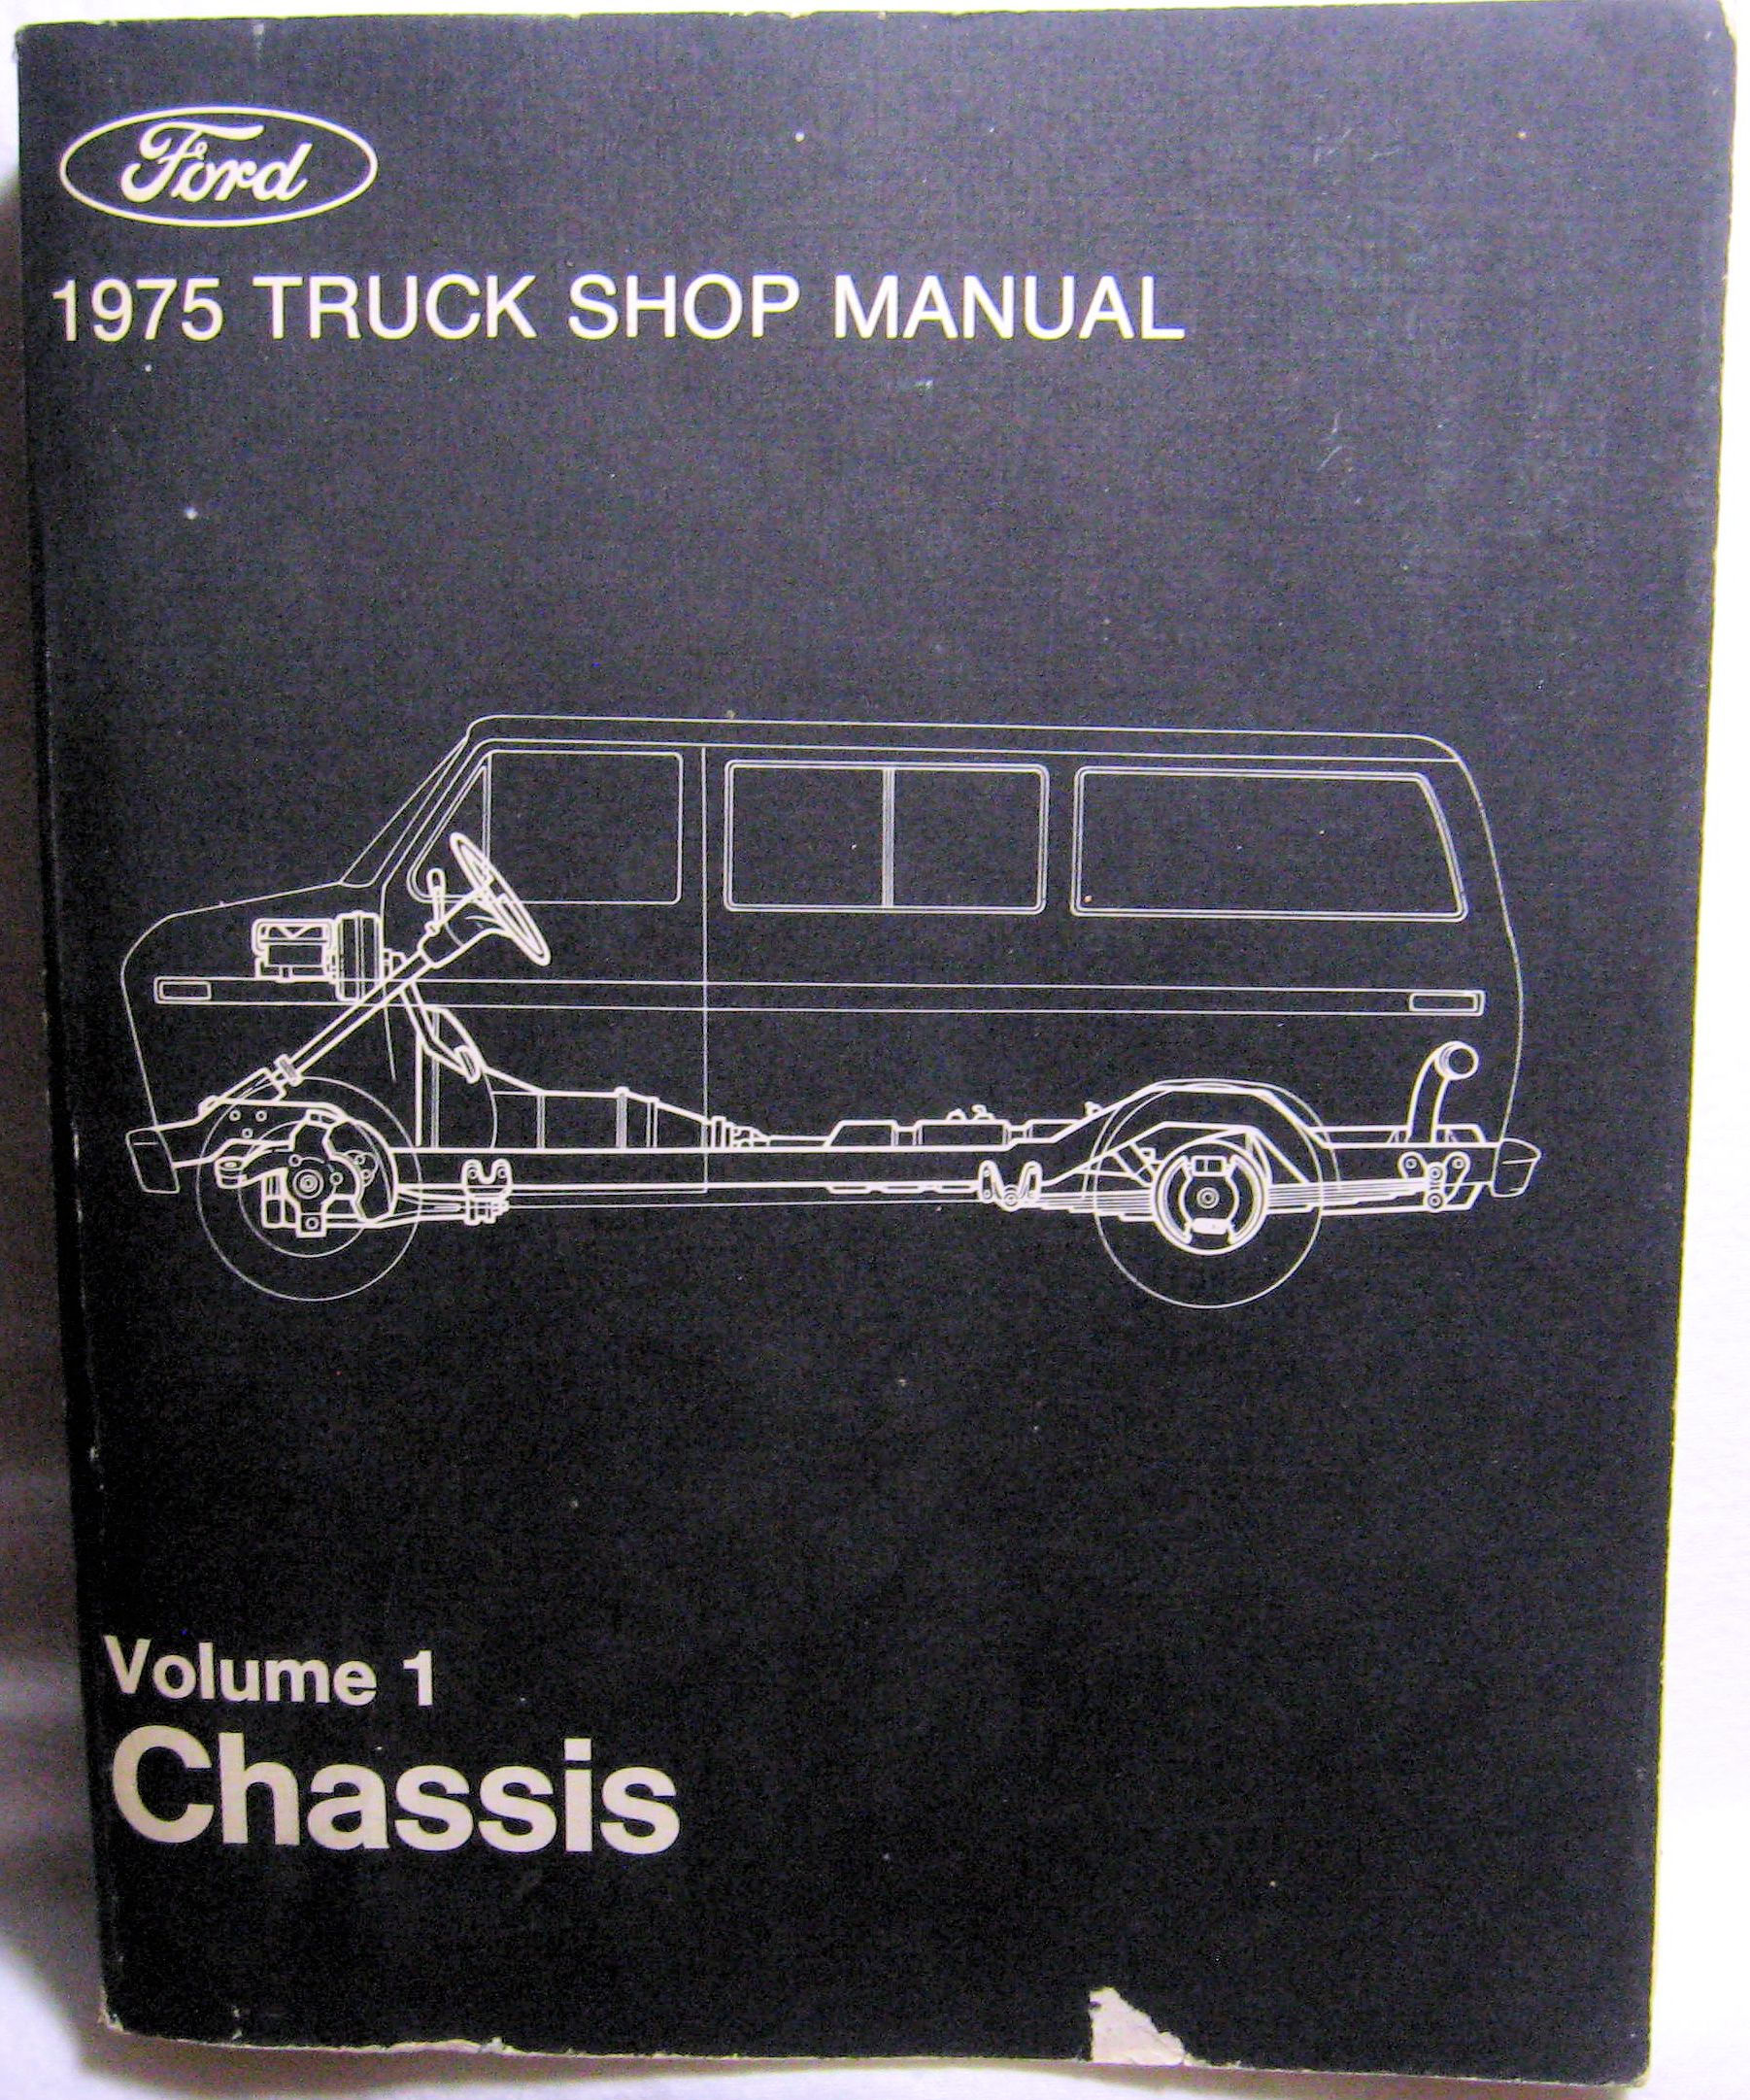 Ford
1975 TRUCK SHOP MANUAL
Volume 1
Chassis